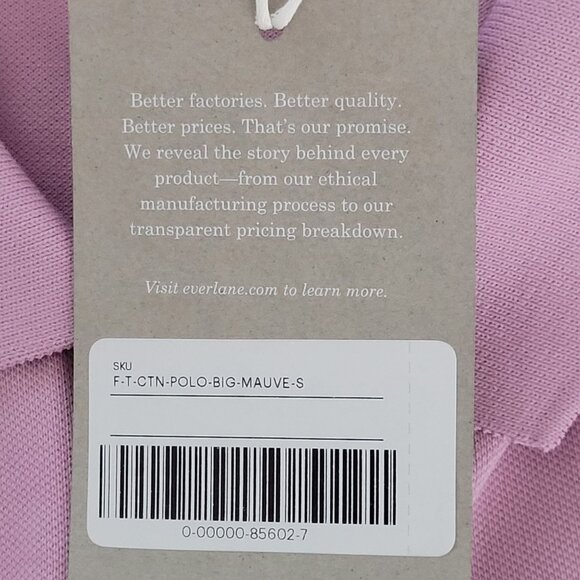 Better factories. Better quality.
Better prices. That's our promise.
We reveal the story behind every
product—from our ethical
manufacturing process to our
transparent pricing breakdown.
Visit everlane.com to learn more.
SKU
F-T-CTN-POLO-BIG-MAUVE-S
0-00000-85602-7